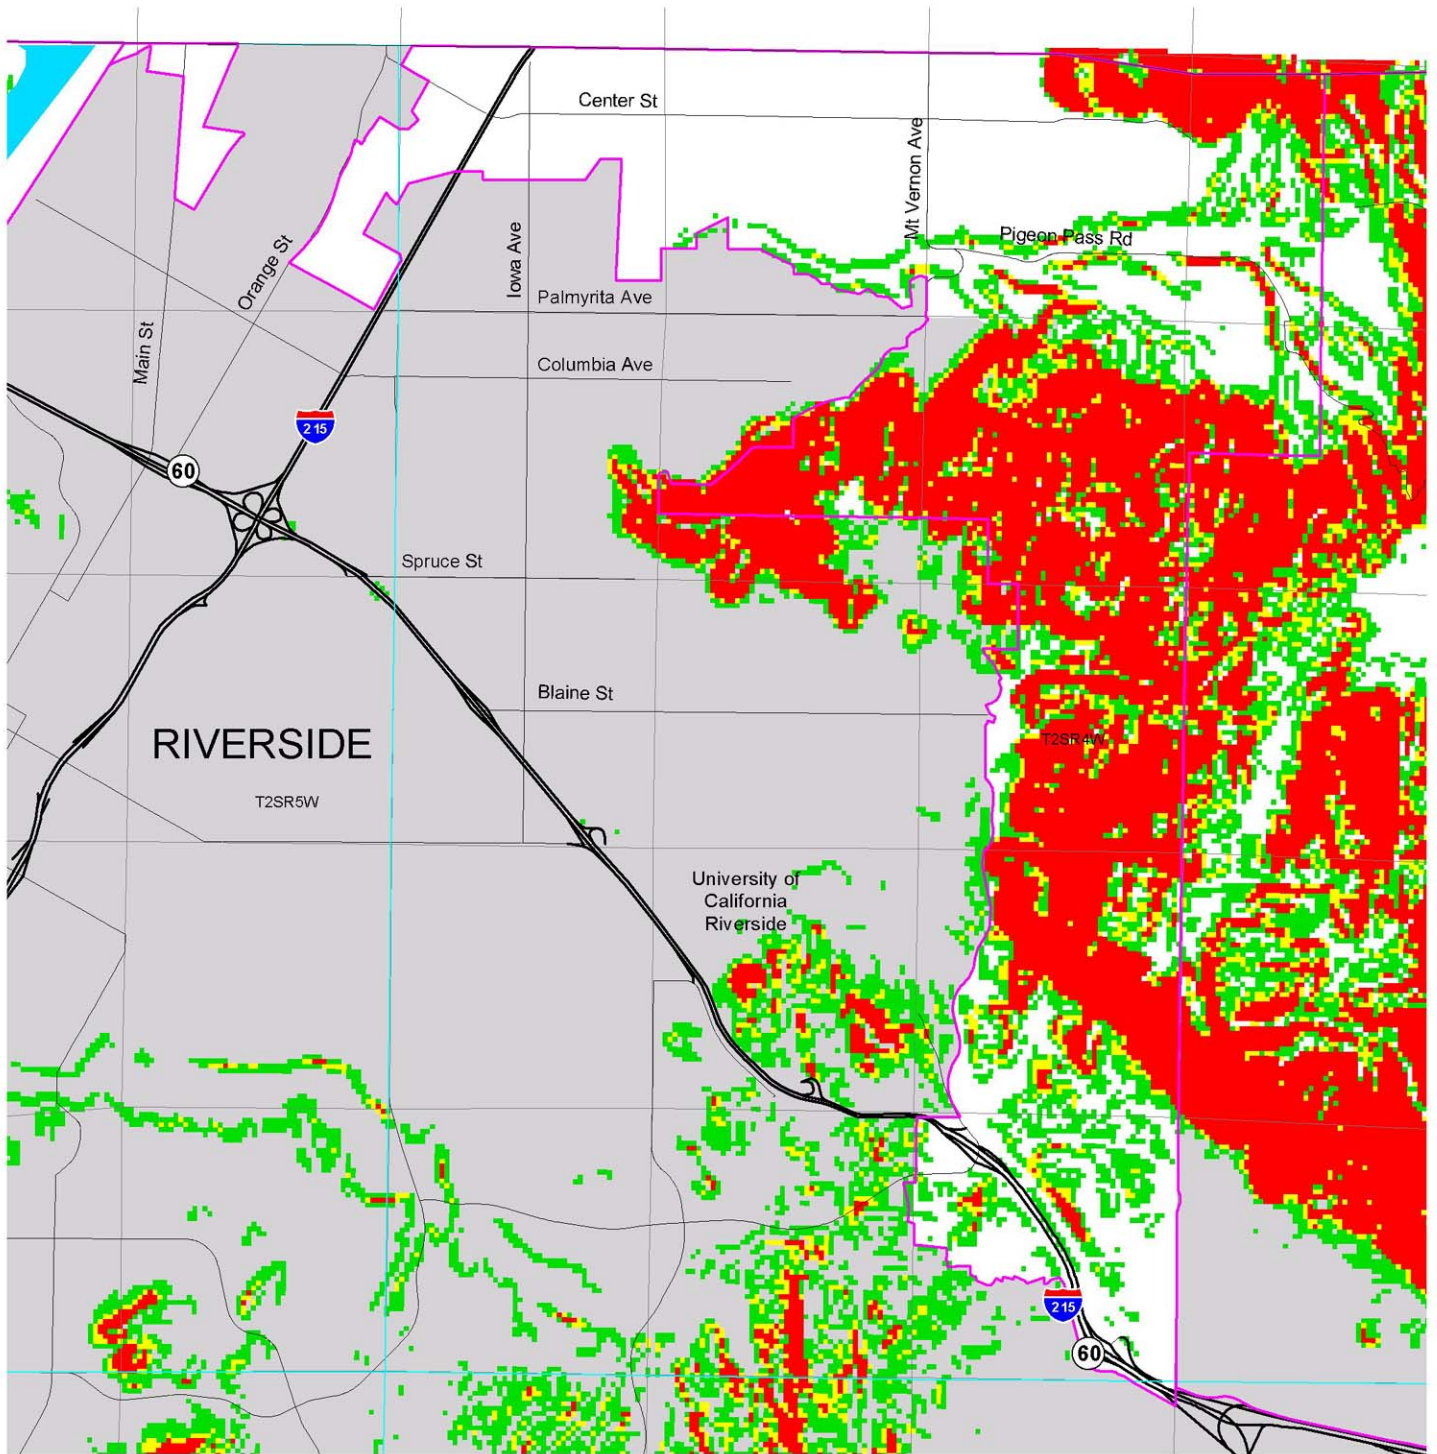 Center St
Mt Vernon Ave
Pigeon Pass Rd
Iowa Ave
Orange St
Palmyrita Ave
Main St
Columbia Ave
215
60
Spruce St
Blaine St
RIVERSIDE
T2SR4W
T2SR5W
University of
California
Riverside
215
60